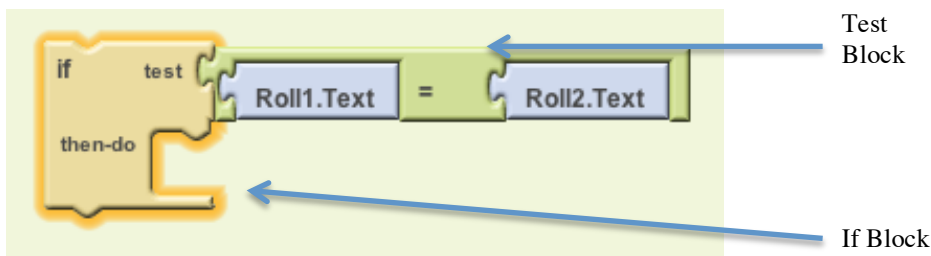 Test
Block
if test
Roll1.Text = Roll2.Text
then-do
If Block